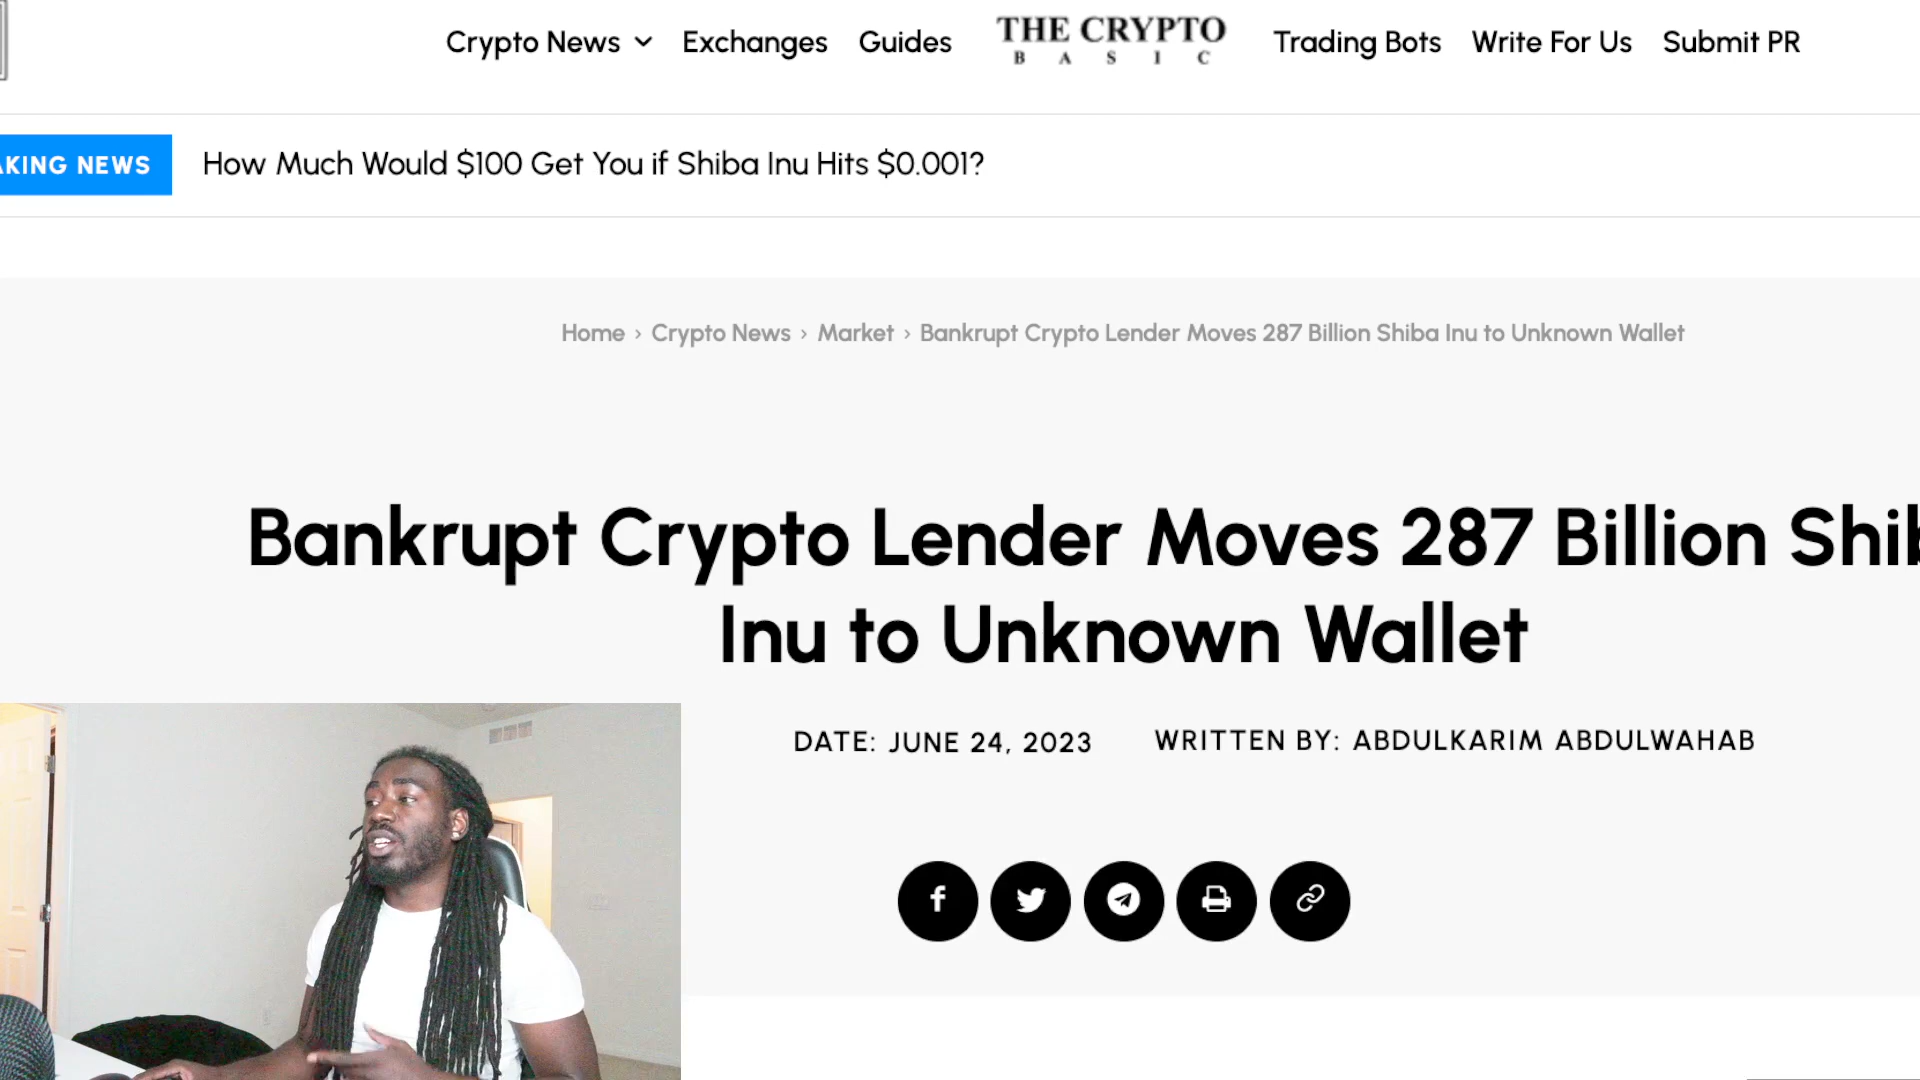 Crypto News Exchanges Guides THE CRYPTO BASIC Trading Bots Write For Us Submit PR
AKING NEWS How Much Would $100 Get You if Shiba Inu Hits $0.001?
Home › Crypto News › Market › Bankrupt Crypto Lender Moves 287 Billion Shiba Inu to Unknown Wallet
Bankrupt Crypto Lender Moves 287 Billion Shib
Inu to Unknown Wallet
DATE: JUNE 24, 2023 WRITTEN BY: ABDULKARIM ABDULWAHAB